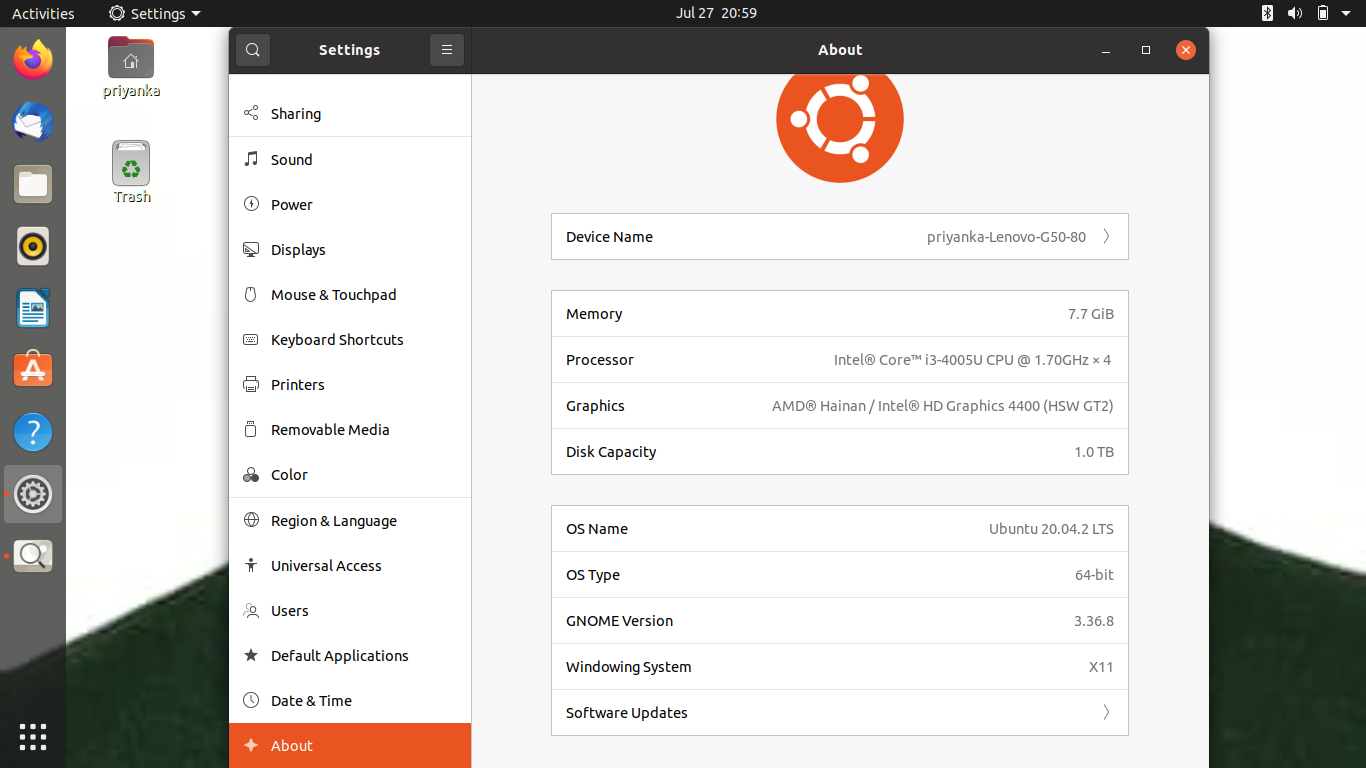 Activities
Settings
Jul 27 20:59
priyanka
Trash
Settings
About
Sharing
Sound
Power
Displays
Mouse & Touchpad
Keyboard Shortcuts
Printers
Removable Media
Color
Region & Language
Universal Access
Users
Default Applications
Date & Time
About
Device Name priyanka-Lenovo-G50-80
Memory 7.7 GiB
Processor Intel® Core™ i3-4005U CPU @ 1.70GHz × 4
Graphics AMD® Hainan / Intel® HD Graphics 4400 (HSW GT2)
Disk Capacity 1.0 TB
OS Name Ubuntu 20.04.2 LTS
OS Type 64-bit
GNOME Version 3.36.8
Windowing System X11
Software Updates